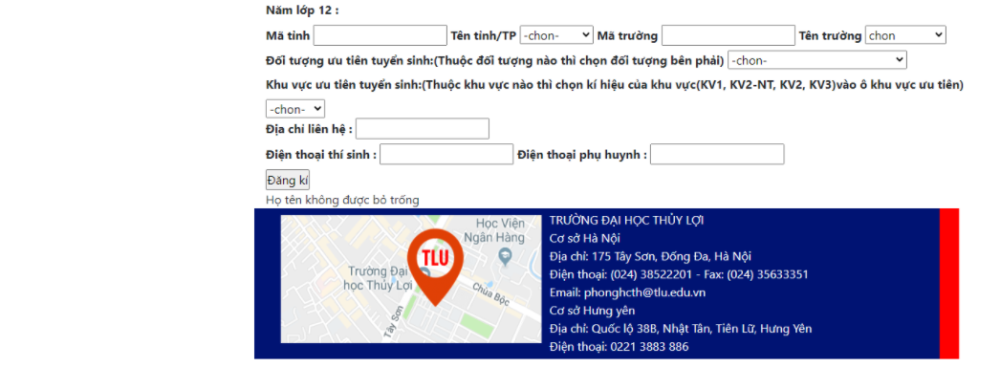 Năm lớp 12 :
Mã tỉnh Tên tỉnh/TP -chon- Mã trường Tên trường chon
Đối tượng ưu tiên tuyển sinh:(Thuộc đối tượng nào thì chọn đối tượng bên phải) -chon-
Khu vực ưu tiên tuyển sinh:(Thuộc khu vực nào thì chọn kí hiệu của khu vực(KV1, KV2-NT, KV2, KV3)vào ô khu vực ưu tiên)
-chon-
Địa chỉ liên hệ :
Điện thoại thí sinh : Điện thoại phụ huynh :
Đăng kí
Họ tên không được bỏ trống
Học Viện
Ngân Hàng
TLU
Trường Đại
học Thủy Lợi
Chùa Bộc
Tây Sơn
TRƯỜNG ĐẠI HỌC THỦY LỢI
Cơ sở Hà Nội
Địa chỉ: 175 Tây Sơn, Đống Đa, Hà Nội
Điện thoại: (024) 38522201 - Fax: (024) 35633351
Email: phonghcth@tlu.edu.vn
Cơ sở Hưng yên
Địa chỉ: Quốc lộ 38B, Nhật Tân, Tiên Lữ, Hưng Yên
Điện thoại: 0221 3883 886